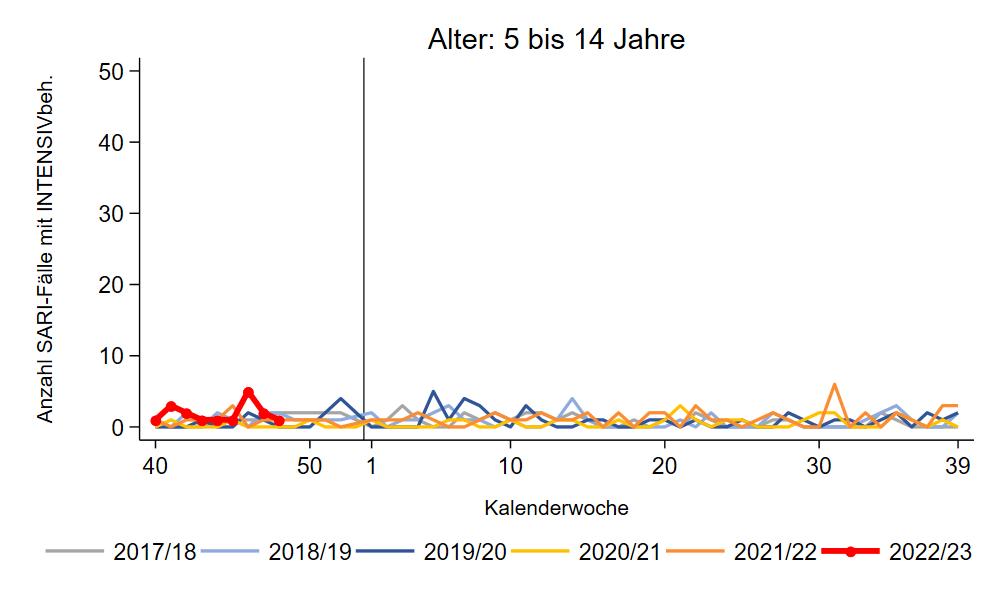 Alter: 5 bis 14 Jahre
Anzahl SARI-Fälle mit INTENSIVbeh.
50
40
30
20
10
0
40 50 1 10 20 30 39
Kalenderwoche
2017/18 2018/19 2019/20 2020/21 2021/22 2022/23